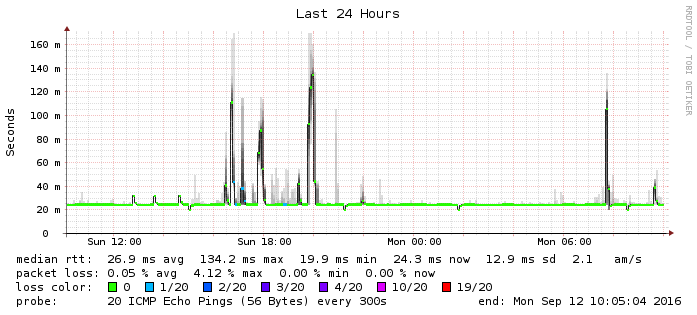 Last 24 Hours
RRDTOOL / TOBI OETIKER
Seconds
160 m
140 m
120 m
100 m
80 m
60 m
40 m
20 m
0
Sun 12:00 Sun 18:00 Mon 00:00 Mon 06:00
median rtt: 26.9 ms avg 134.2 ms max 19.9 ms min 24.3 ms now 12.9 ms sd 2.1 am/s
packet loss: 0.05 % avg 4.12 % max 0.00 % min 0.00 % now
loss color: 0 1/20 2/20 3/20 4/20 10/20 19/20
probe: 20 ICMP Echo Pings (56 Bytes) every 300s end: Mon Sep 12 10:05:04 2016